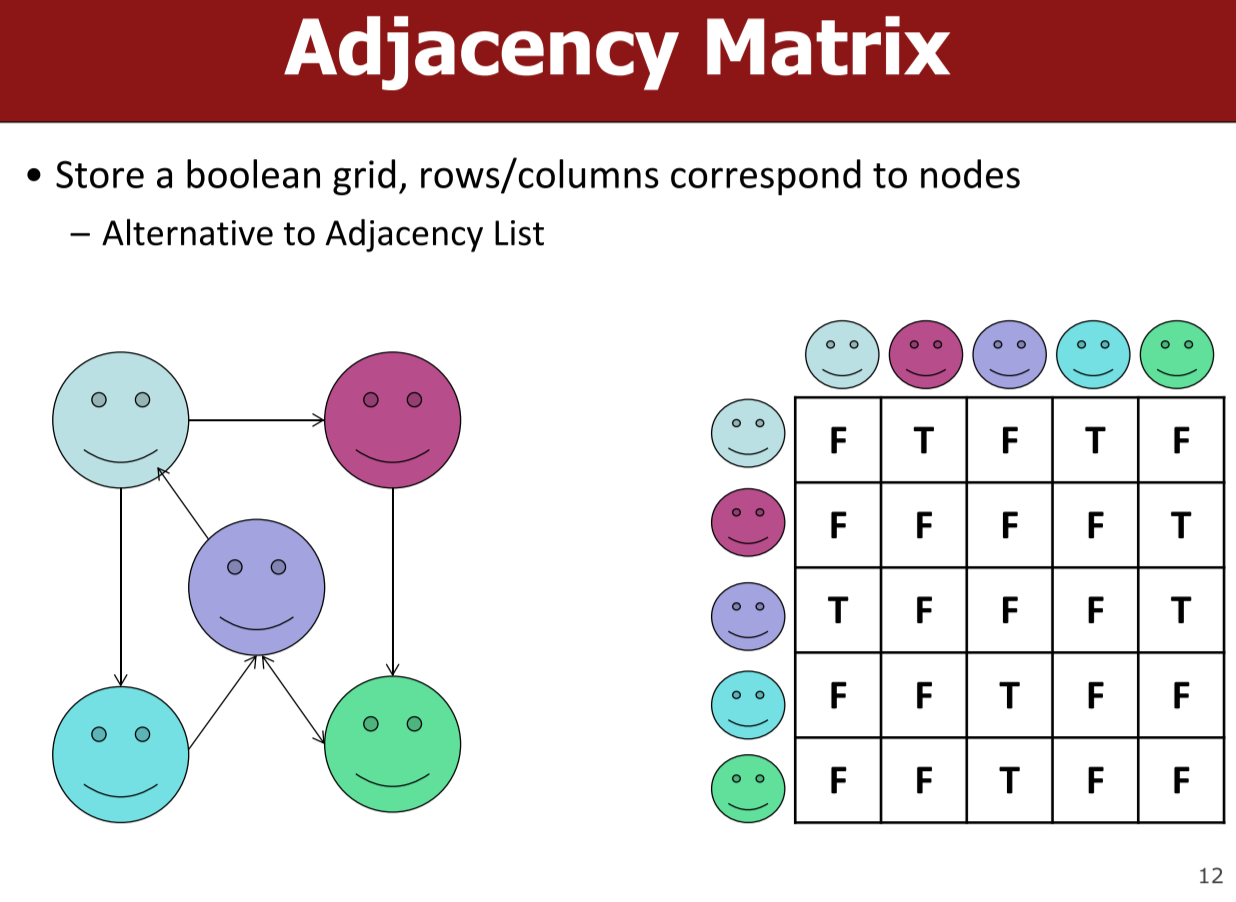 Adjacency Matrix
• Store a boolean grid, rows/columns correspond to nodes
– Alternative to Adjacency List
F T F T F
F F F F T
T F F F T
F F T F F
F F T F F
12